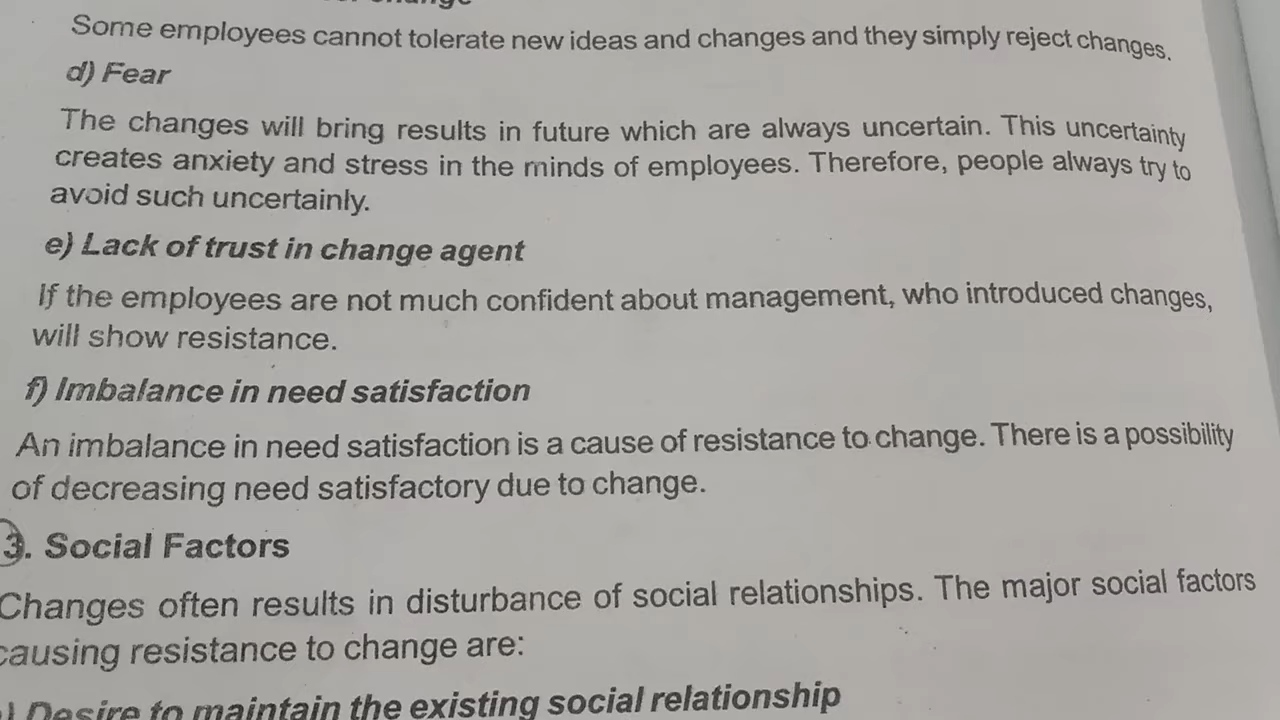 Some employees cannot tolerate new ideas and changes and they simply reject changes.
d) Fear
The changes will bring results in future which are always uncertain. This uncertainty
creates anxiety and stress in the minds of employees. Therefore, people always try to
avoid such uncertainly.
e) Lack of trust in change agent
If the employees are not much confident about management, who introduced changes,
will show resistance.
f) Imbalance in need satisfaction
An imbalance in need satisfaction is a cause of resistance to change. There is a possibility
of decreasing need satisfactory due to change.
3. Social Factors
Changes often results in disturbance of social relationships. The major social factors
causing resistance to change are:
Desire to maintain the existing social relationship